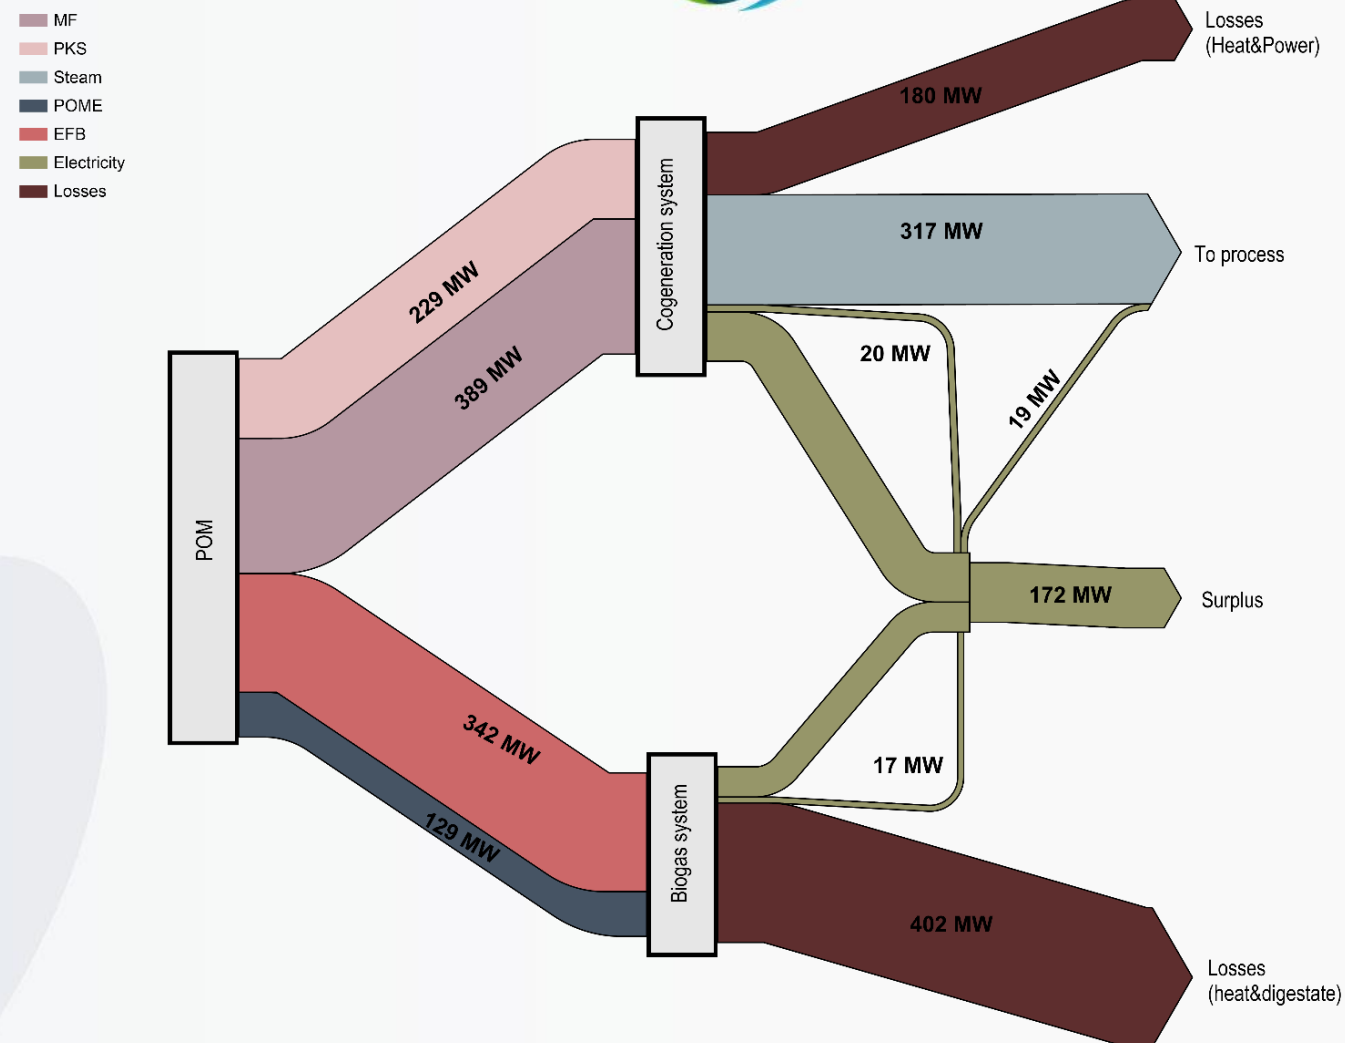 MF
PKS
Steam
POME
EFB
Electricity
Losses
POM
229 MW
389 MW
342 MW
129 MW
Cogeneration system
Biogas system
180 MW
317 MW
20 MW
19 MW
172 MW
17 MW
402 MW
Losses
(Heat&Power)
To process
Surplus
Losses
(heat&digestate)